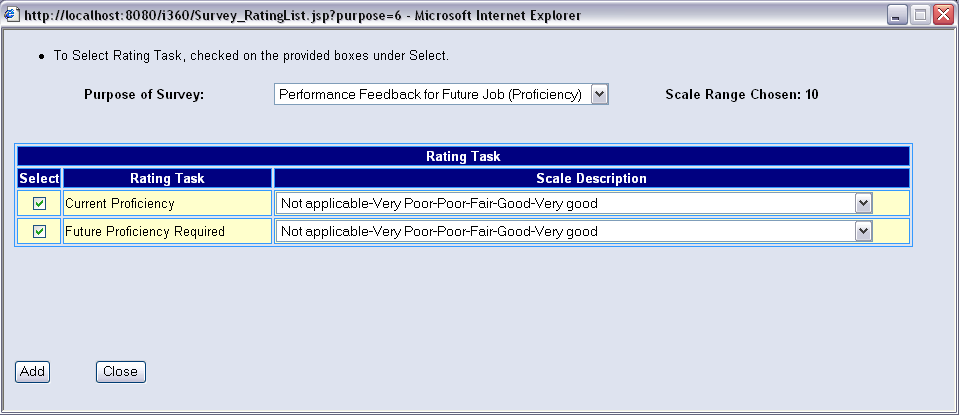 http://localhost:8080/i360/Survey_RatingList.jsp?purpose=6 - Microsoft Internet Explorer
• To Select Rating Task, checked on the provided boxes under Select.
Purpose of Survey: Performance Feedback for Future Job (Proficiency) Scale Range Chosen: 10
Rating Task
Select Rating Task Scale Description
Current Proficiency Not applicable-Very Poor-Poor-Fair-Good-Very good
Future Proficiency Required Not applicable-Very Poor-Poor-Fair-Good-Very good
Add Close